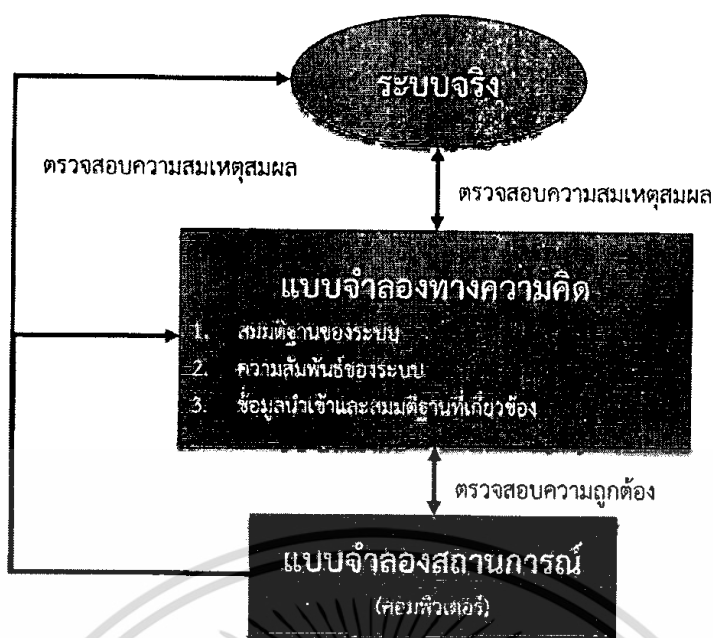 ระบบจริง
ตรวจสอบความสมเหตุสมผล
ตรวจสอบความสมเหตุสมผล
แบบจำลองทางความคิด
1. สมมติฐานของระบบ
2. ความสัมพันธ์ของระบบ
3. ข้อมูลนำเข้าและสมมติฐานที่เกี่ยวข้อง
ตรวจสอบความถูกต้อง
แบบจำลองสถานการณ์
(คอมพิวเตอร์)